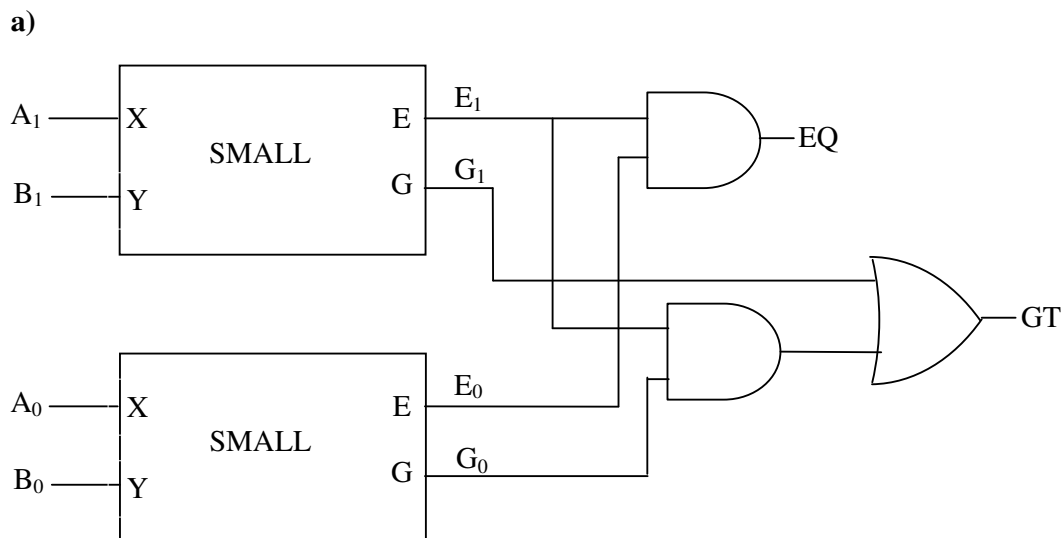 a)
A₁ X E E₁
SMALL EQ
B₁ Y G G₁
GT
A₀ X E E₀
SMALL
B₀ Y G G₀